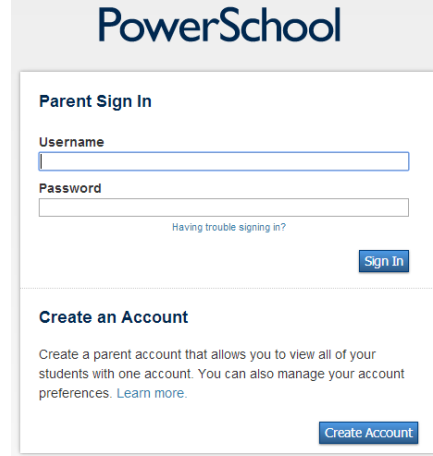 PowerSchool
Parent Sign In
Username
Password
Having trouble signing in?
Sign In
Create an Account
Create a parent account that allows you to view all of your
students with one account. You can also manage your account
preferences. Learn more.
Create Account